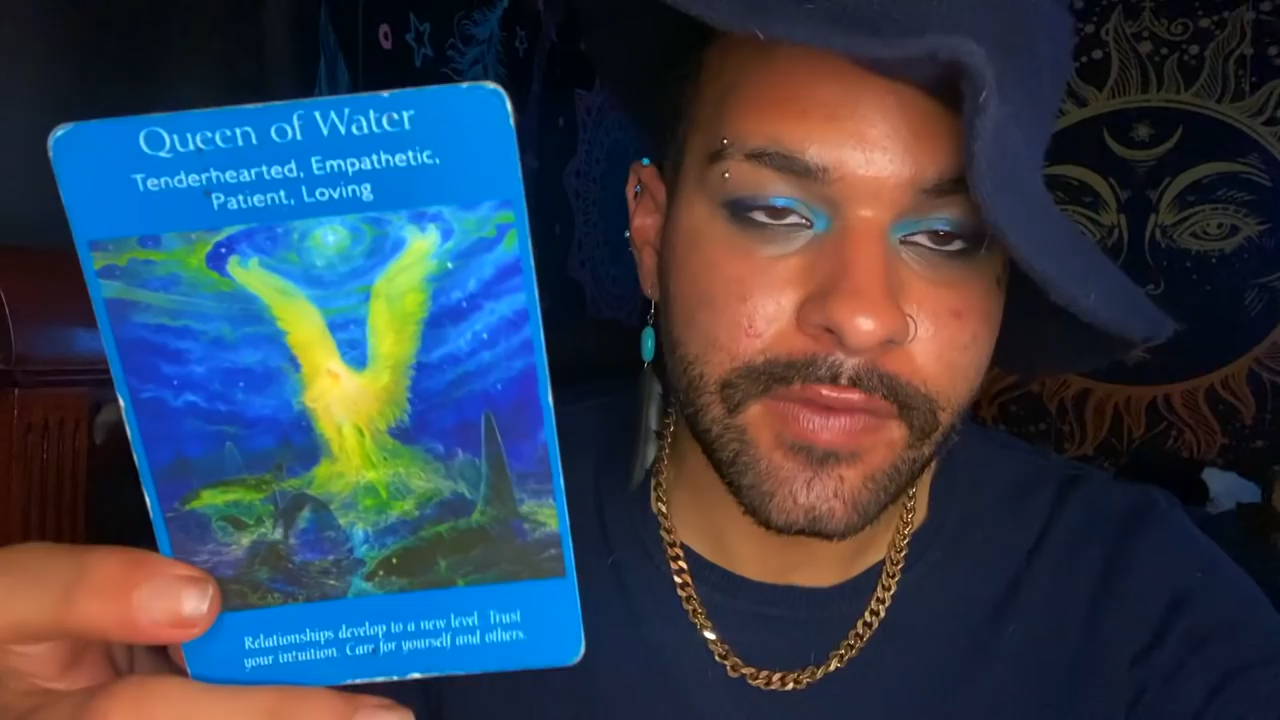 Queen of Water
Tenderhearted, Empathetic,
Patient, Loving
Relationships develop to a new level. Trust
your intuition. Care for yourself and others.